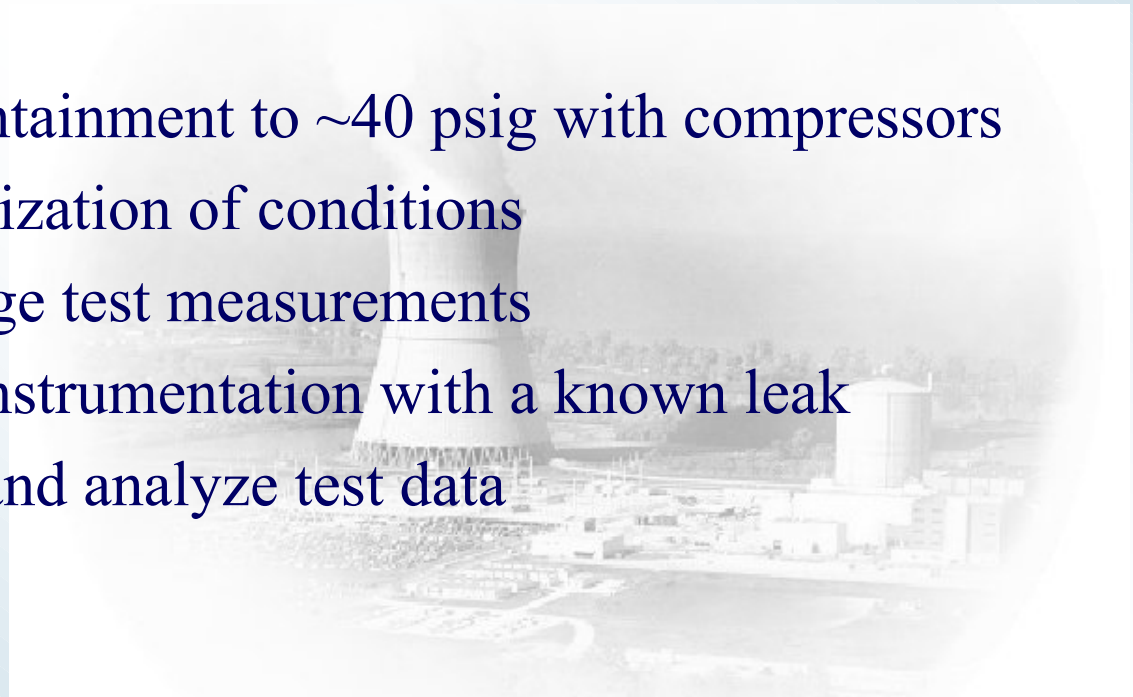 ntainment to ~40 psig with compressors
ization of conditions
ge test measurements
nstrumentation with a known leak
and analyze test data